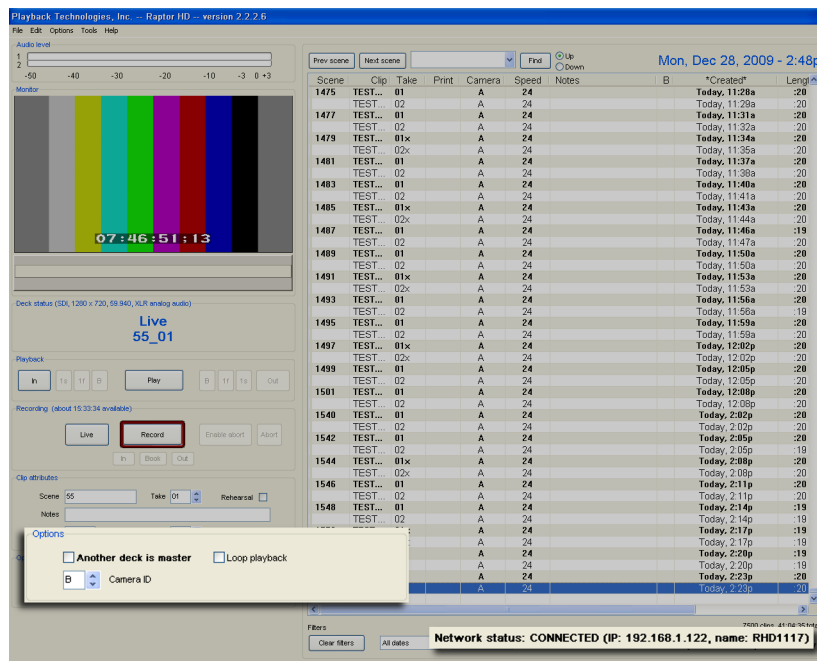 Playback Technologies, Inc. -- Raptor HD -- version 2.2.2.6
File Edit Options Tools Help
Audio level
1
2
-50 -40 -30 -20 -10 -3 0 +3
Monitor
07:46:51:13
Deck status (SDI, 1280 x 720, 59.940, XLR analog audio)
Live
55_01
Playback
In 1s 1f B Play B 1f 1s Out
Recording (about 15:33:34 available)
Live Record Enable abort Abort
In Book Out
Clip attributes
Scene 55 Take 01 Rehearsal
Notes
Options
Another deck is master Loop playback
B Camera ID
Prev scene Next scene Find Up Down Mon, Dec 28, 2009 - 2:48p
Scene Clip Take Print Camera Speed Notes B *Created* Lengt
1475 TEST... 01 A 24 Today, 11:28a :20
TEST... 02 A 24 Today, 11:29a :20
1477 TEST... 01 A 24 Today, 11:31a :20
TEST... 02 A 24 Today, 11:32a :20
1479 TEST... 01x A 24 Today, 11:34a :20
TEST... 02x A 24 Today, 11:35a :20
1481 TEST... 01 A 24 Today, 11:37a :20
TEST... 02 A 24 Today, 11:38a :20
1483 TEST... 01 A 24 Today, 11:40a :20
TEST... 02 A 24 Today, 11:41a :20
1485 TEST... 01x A 24 Today, 11:43a :20
TEST... 02x A 24 Today, 11:44a :20
1487 TEST... 01 A 24 Today, 11:46a :19
TEST... 02 A 24 Today, 11:47a :20
1489 TEST... 01 A 24 Today, 11:50a :20
TEST... 02 A 24 Today, 11:50a :20
1491 TEST... 01x A 24 Today, 11:53a :20
TEST... 02x A 24 Today, 11:53a :20
1493 TEST... 01 A 24 Today, 11:56a :20
TEST... 02 A 24 Today, 11:56a :19
1495 TEST... 01 A 24 Today, 11:59a :20
TEST... 02 A 24 Today, 11:59a :20
1497 TEST... 01x A 24 Today, 12:02p :20
TEST... 02x A 24 Today, 12:02p :20
1499 TEST... 01 A 24 Today, 12:05p :20
TEST... 02 A 24 Today, 12:05p :20
1501 TEST... 01 A 24 Today, 12:08p :20
TEST... 02 A 24 Today, 12:08p :20
1540 TEST... 01 A 24 Today, 2:02p :20
TEST... 02 A 24 Today, 2:02p :20
1542 TEST... 01 A 24 Today, 2:05p :20
TEST... 02 A 24 Today, 2:05p :19
1544 TEST... 01x A 24 Today, 2:08p :20
TEST... 02x A 24 Today, 2:08p :20
1546 TEST... 01 A 24 Today, 2:11p :20
TEST... 02 A 24 Today, 2:11p :20
1548 TEST... 01 A 24 Today, 2:14p :19
TEST... 02 A 24 Today, 2:14p :19
A 24 Today, 2:17p :19
A 24 Today, 2:17p :19
A 24 Today, 2:20p :19
A 24 Today, 2:20p :19
A 24 Today, 2:23p :20
A 24 Today, 2:23p :20
Filters 7500 clips, 41:04:35
Clear filters All dates
Network status: CONNECTED (IP: 192.168.1.122, name: RHD1117)